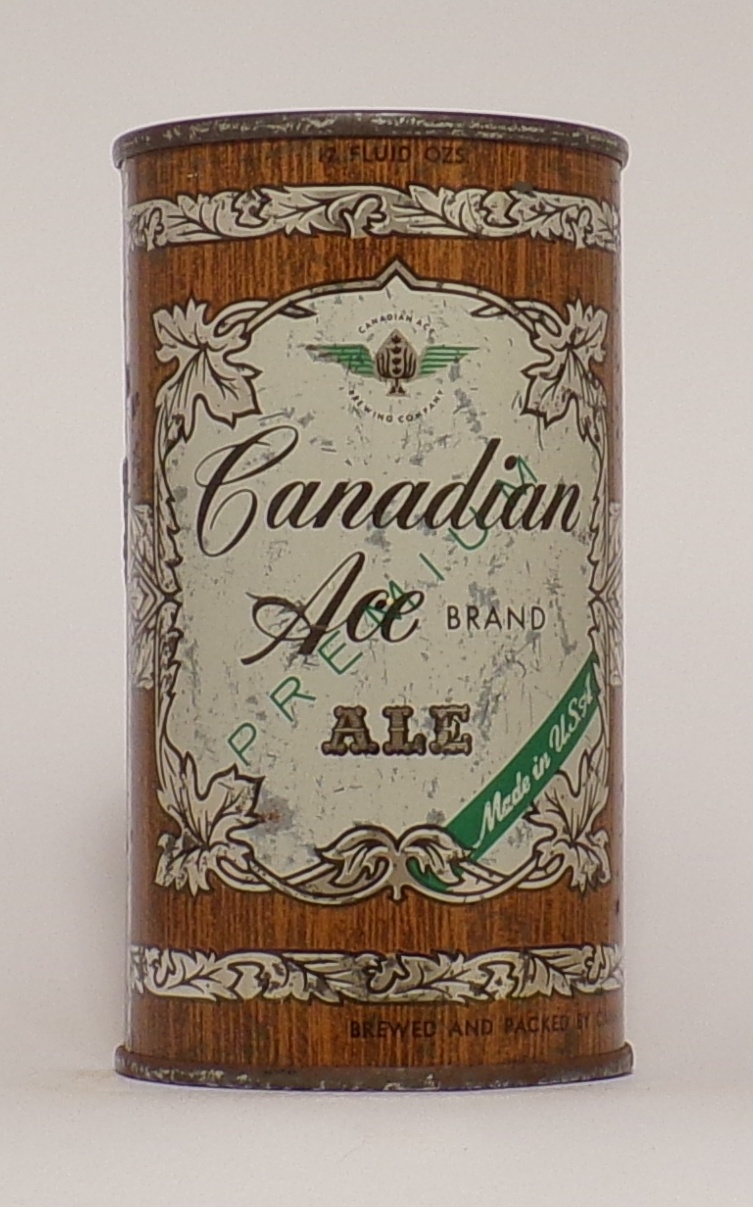 12 FLUID OZS.
CANADIAN ACE
BREWING COMPANY
Canadian
Ace BRAND
PREMIUM
ALE
Made in U.S.A.
BREWED AND PACKED BY